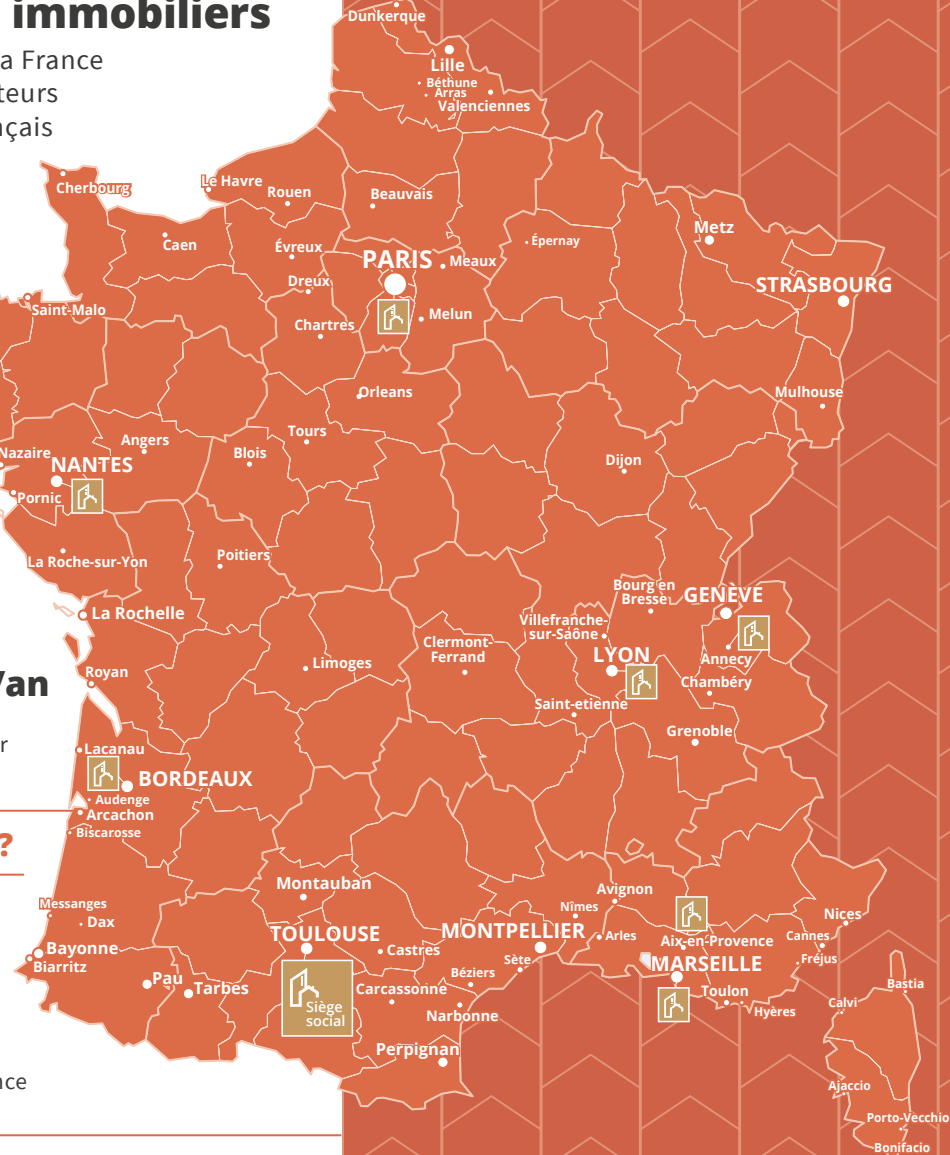 immobiliers
a France
teurs
nçais
Dunkerque
Lille
Béthune
Arras
Valenciennes
Cherbourg
Le Havre
Rouen
Beauvais
Caen
Évreux
PARIS
Meaux
Épernay
Metz
Dreux
STRASBOURG
Saint-Malo
Chartres
Melun
Orleans
Mulhouse
Tours
Angers
Blois
Nazaire
NANTES
Dijon
Pornic
La Roche-sur-Yon
Poitiers
Bourg en
Bresse
GENÈVE
La Rochelle
Villefranche-
sur-Saône
Clermont-
Ferrand
LYON
Annecy
Limoges
Royan
Chambéry
Van
Saint-etienne
Grenoble
r
Lacanau
BORDEAUX
Audenge
Arcachon
Biscarosse
?
Montauban
Avignon
Messanges
Nîmes
Nices
Dax
TOULOUSE
MONTPELLIER
Arles
Cannes
Aix-en-Provence
Bayonne
Castres
Sète
Fréjus
Biarritz
MARSEILLE
Béziers
Pau
Tarbes
Carcassonne
Toulon
Bastia
Siège
social
Narbonne
Hyères
Calvi
Perpignan
nce
Ajaccio
Porto-Vecchio
Bonifacio